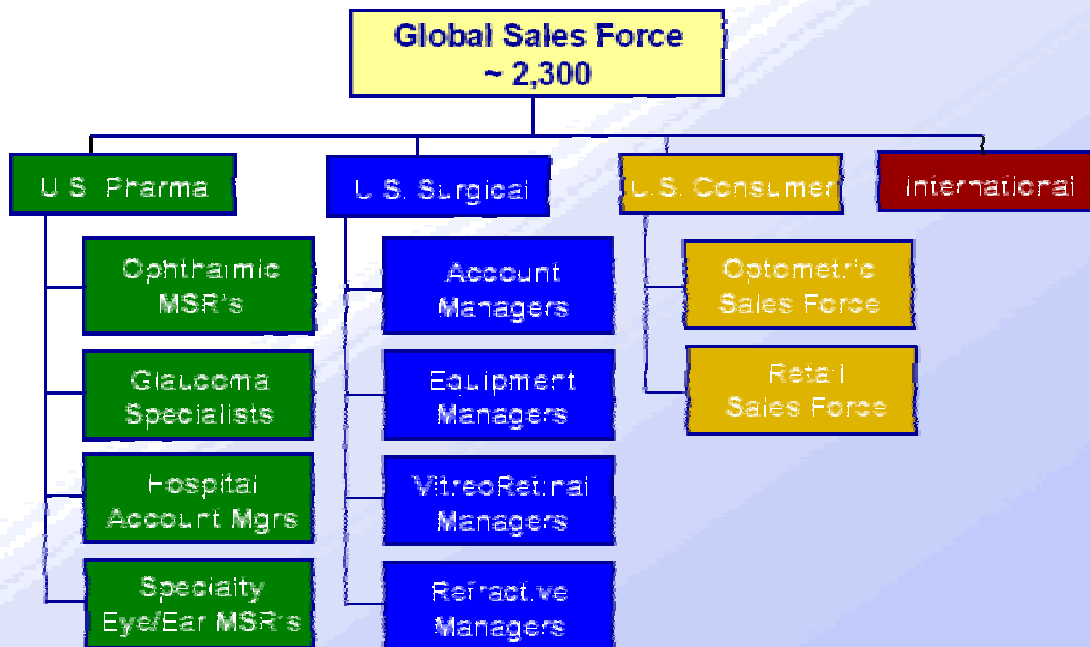 Global Sales Force
~ 2,300
U.S. Pharma
U.S. Surgical
U.S. Consumer
International
Ophthalmic
MSR's
Glaucoma
Specialists
Hospital
Account Mgrs
Specialty
Eye/Ear MSR's
Account
Managers
Equipment
Managers
VitreoRetinal
Managers
Refractive
Managers
Optometric
Sales Force
Retail
Sales Force